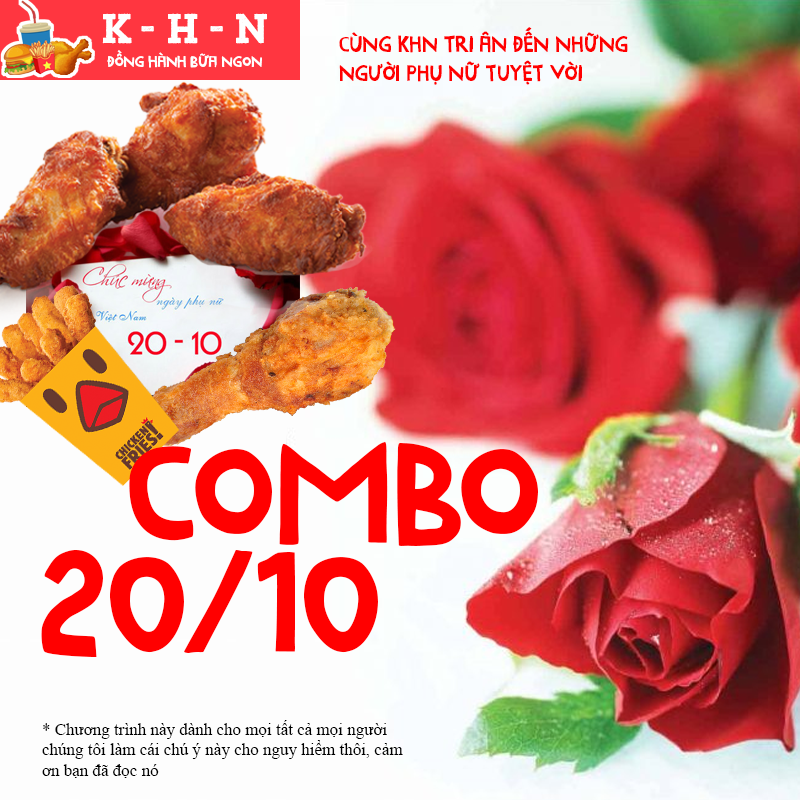 K - H - N
ĐỒNG HÀNH BỮA NGON
CÙNG KHN TRI ÂN ĐẾN NHỮNG
NGƯỜI PHỤ NỮ TUYỆT VỜI
Chúc mừng
ngày phụ nữ
Việt Nam
20 - 10
CHICKEN
FRIES!
COMBO
20/10
* Chương trình này dành cho mọi tất cả mọi người
chúng tôi làm cái chú ý này cho nguy hiểm thôi, cảm
ơn bạn đã đọc nó